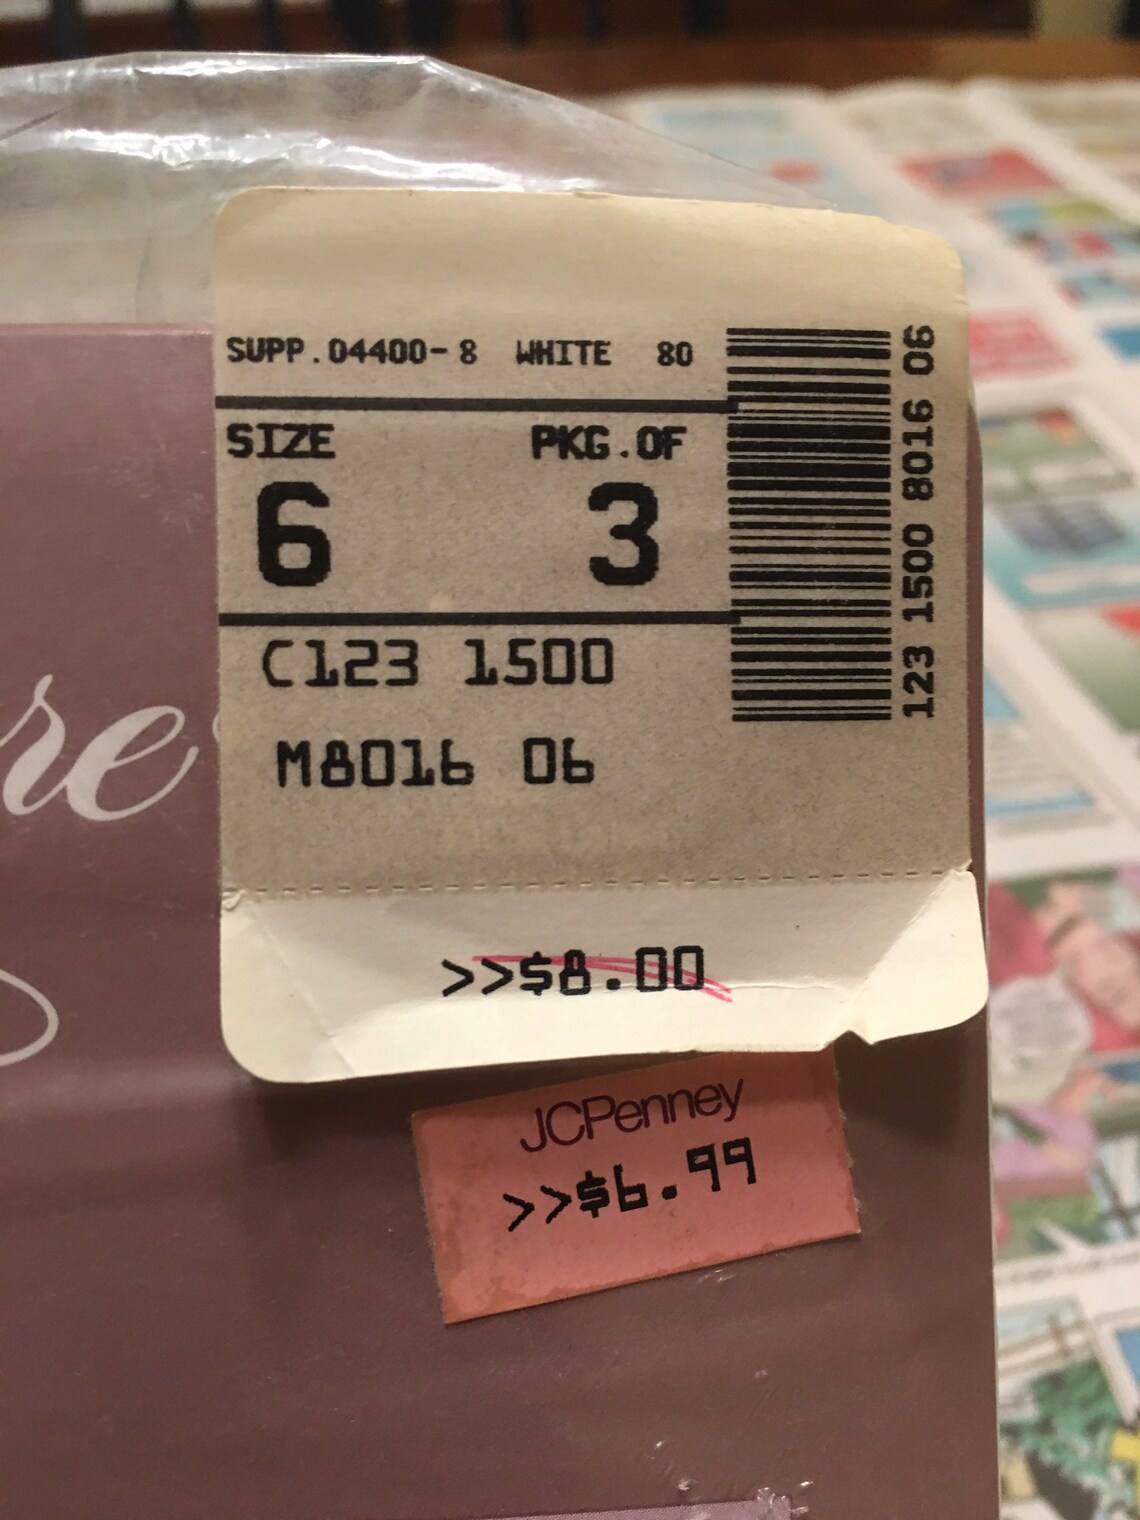 SUPP.04400-8 WHITE 80
SIZE PKG.OF
6 3
C123 1500
M8016 06
123 1500 8016 06
>>$8.00
JCPenney
>>$6.99
re